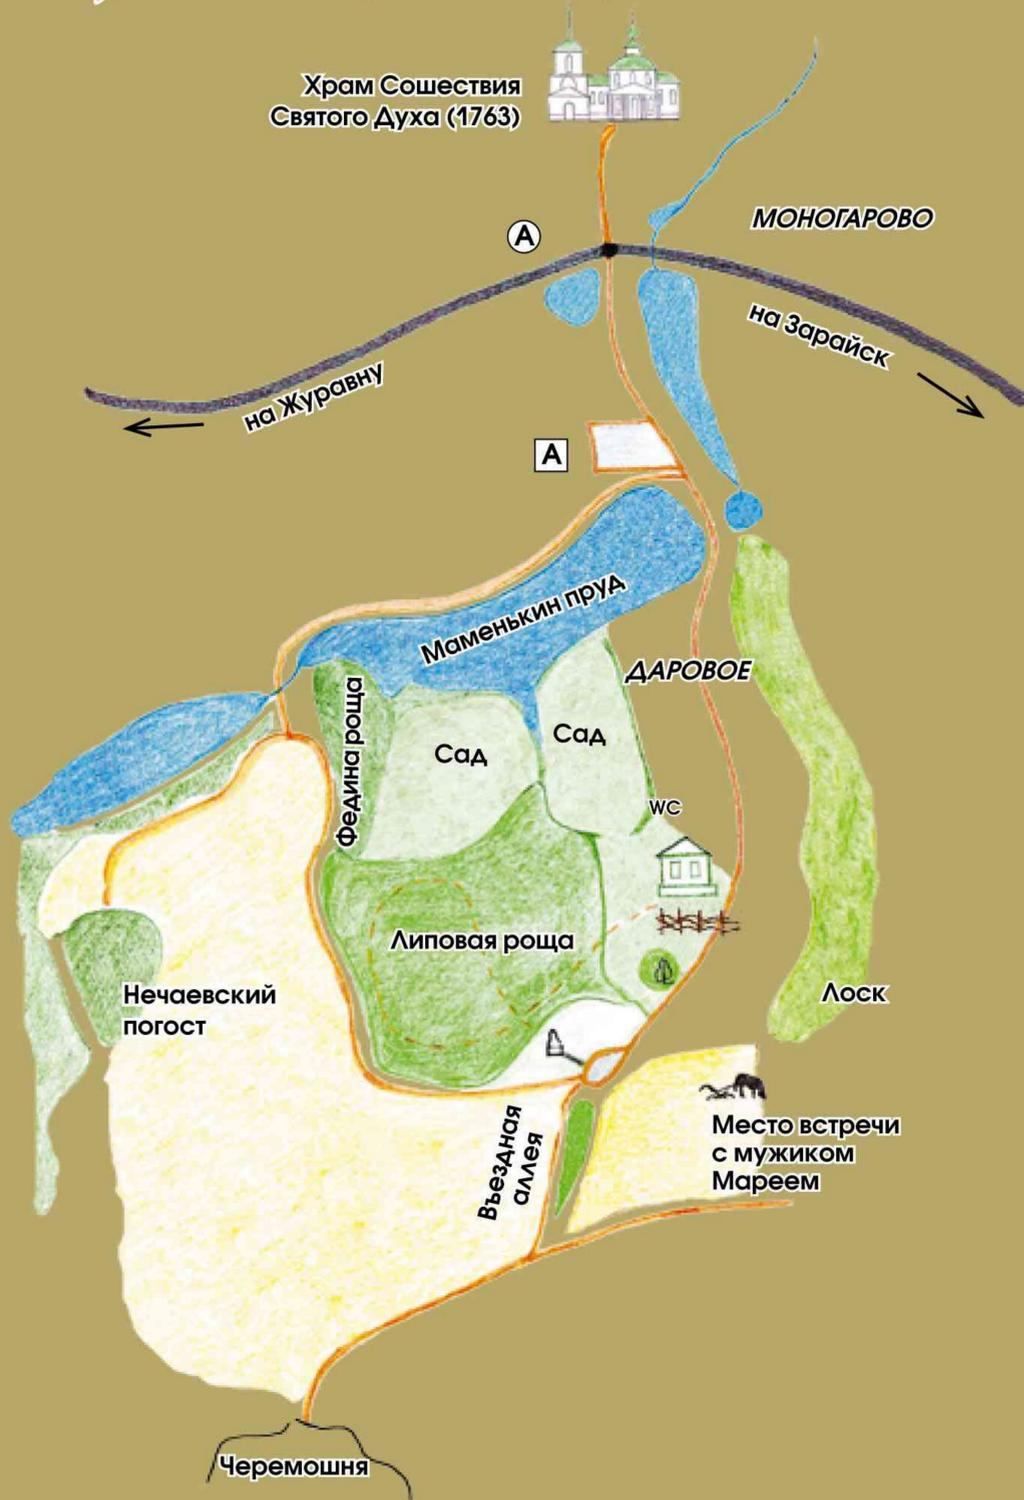 Храм Сошествия
Святого Духа (1763)
МОНОГАРОВО
А
на Зарайск
на Журавну
А
Маменькин пруд
ДАРОВОЕ
Федина роща
Сад
Сад
WC
Липовая роща
Нечаевский
погост
Лоск
Въездная
аллея
Место встречи
с мужиком
Мареем
Черемошня